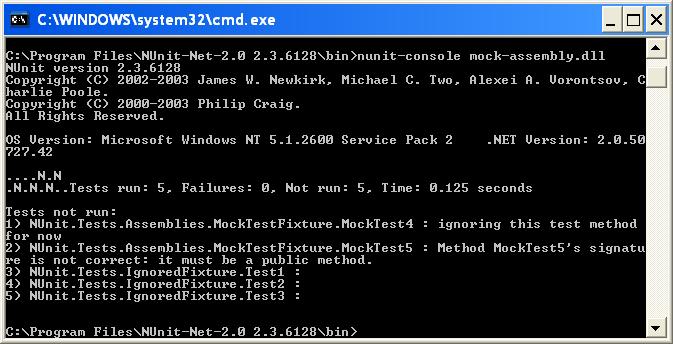 C:\WINDOWS\system32\cmd.exe
C:\Program Files\NUnit-Net-2.0 2.3.6128\bin>nunit-console mock-assembly.dll
NUnit version 2.3.6128
Copyright (C) 2002-2003 James W. Newkirk, Michael C. Two, Alexei A. Vorontsov, C
harlie Poole.
Copyright (C) 2000-2003 Philip Craig.
All Rights Reserved.
OS Version: Microsoft Windows NT 5.1.2600 Service Pack 2    .NET Version: 2.0.50
727.42
....N.N
.N.N.N..Tests run: 5, Failures: 0, Not run: 5, Time: 0.125 seconds
Tests not run:
1) NUnit.Tests.Assemblies.MockTestFixture.MockTest4 : ignoring this test method
for now
2) NUnit.Tests.Assemblies.MockTestFixture.MockTest5 : Method MockTest5's signatu
re is not correct: it must be a public method.
3) NUnit.Tests.IgnoredFixture.Test1 :
4) NUnit.Tests.IgnoredFixture.Test2 :
5) NUnit.Tests.IgnoredFixture.Test3 :
C:\Program Files\NUnit-Net-2.0 2.3.6128\bin>